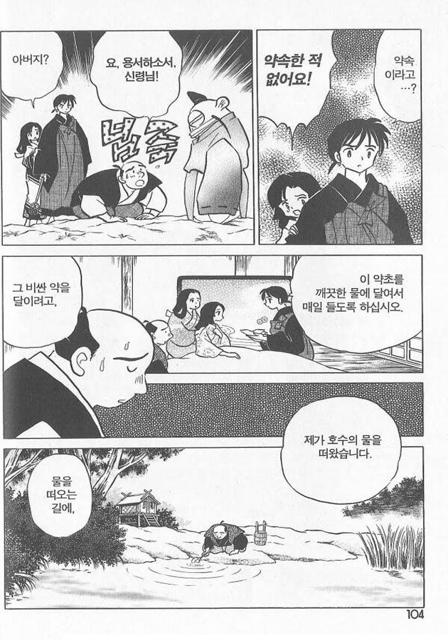 약속
이라고
…?
약속한 적
없어요!
요, 용서하소서,
신령님!
아버지?
넙죽
이 약초를
깨끗한 물에 달여서
매일 들도록 하십시오.
그 비싼 약을
달이려고,
제가 호수의 물을
떠왔습니다.
물을
떠오는
길에,
104